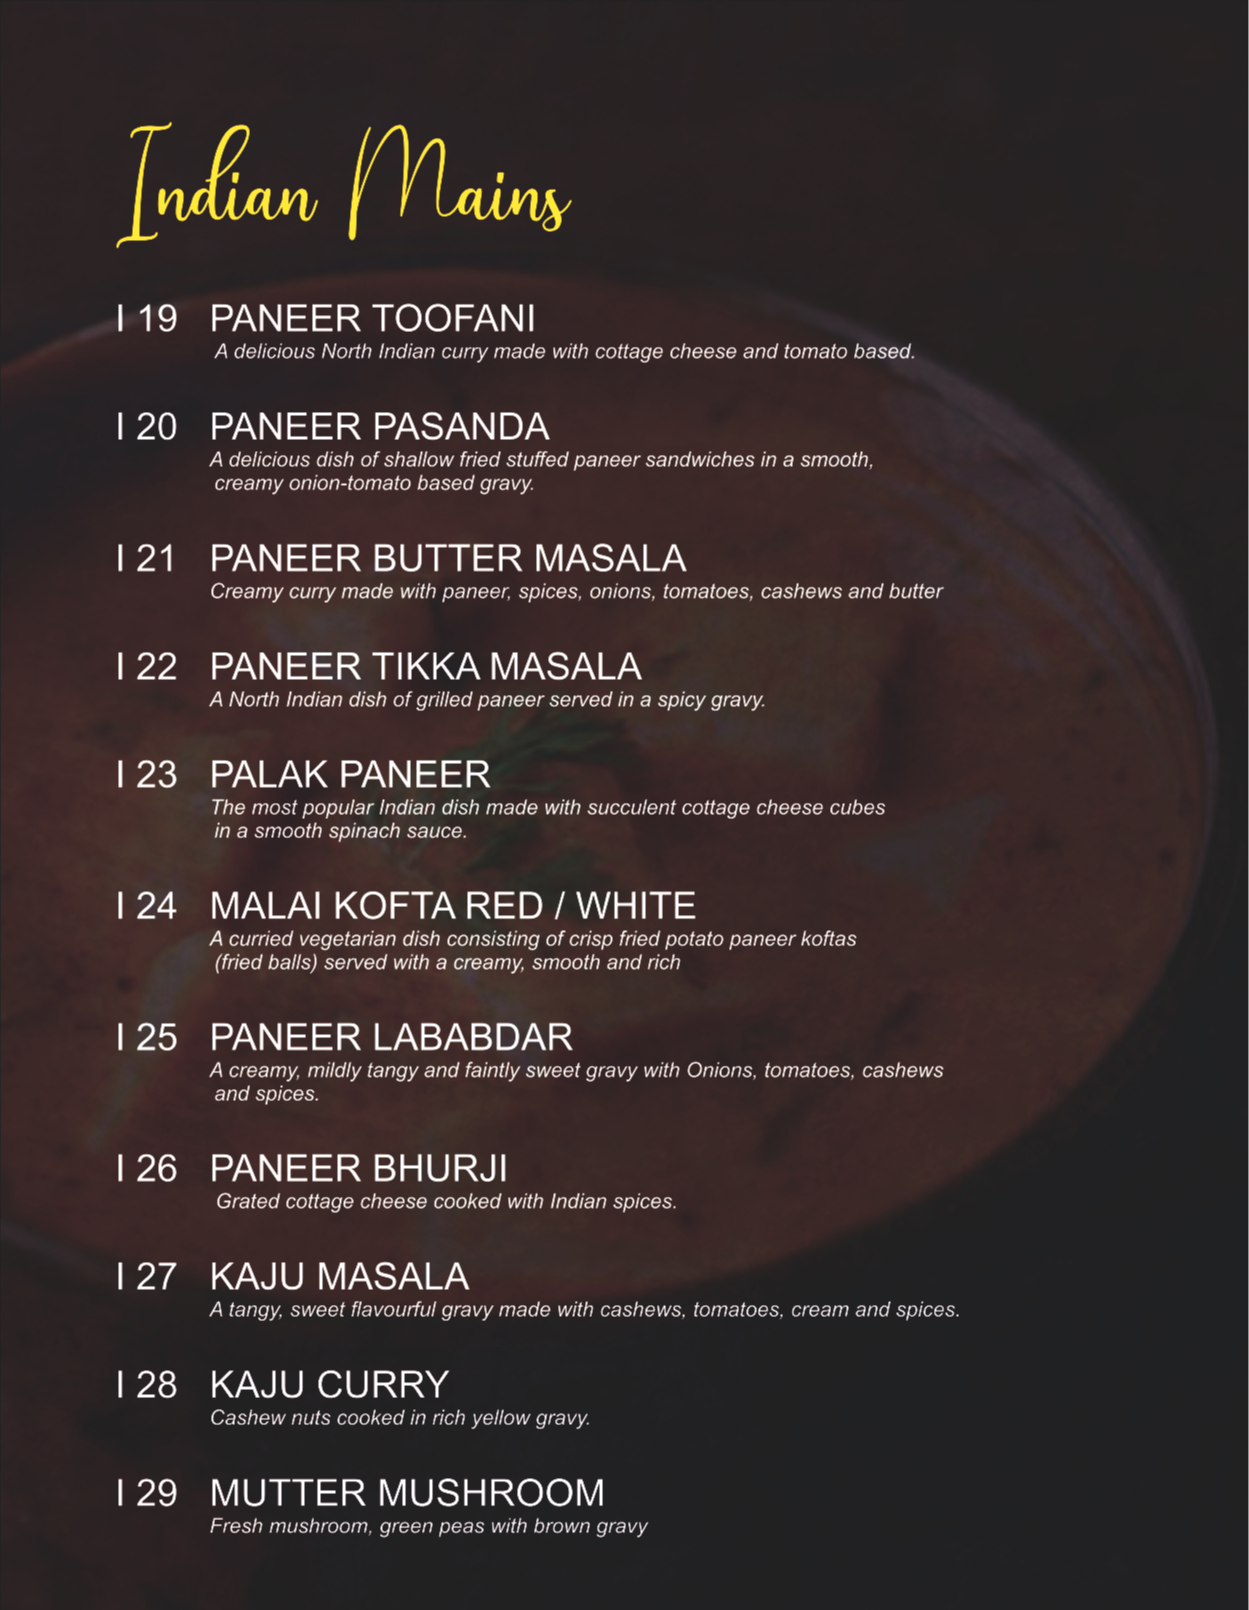 Indian Mains
I 19 PANEER TOOFANI
A delicious North Indian curry made with cottage cheese and tomato based.
I 20 PANEER PASANDA
A delicious dish of shallow fried stuffed paneer sandwiches in a smooth,
creamy onion-tomato based gravy.
I 21 PANEER BUTTER MASALA
Creamy curry made with paneer, spices, onions, tomatoes, cashews and butter
I 22 PANEER TIKKA MASALA
A North Indian dish of grilled paneer served in a spicy gravy.
I 23 PALAK PANEER
The most popular Indian dish made with succulent cottage cheese cubes
in a smooth spinach sauce.
I 24 MALAI KOFTA RED / WHITE
A curried vegetarian dish consisting of crisp fried potato paneer koftas
(fried balls) served with a creamy, smooth and rich
I 25 PANEER LABABDAR
A creamy, mildly tangy and faintly sweet gravy with Onions, tomatoes, cashews
and spices.
I 26 PANEER BHURJI
Grated cottage cheese cooked with Indian spices.
I 27 KAJU MASALA
A tangy, sweet flavourful gravy made with cashews, tomatoes, cream and spices.
I 28 KAJU CURRY
Cashew nuts cooked in rich yellow gravy.
I 29 MUTTER MUSHROOM
Fresh mushroom, green peas with brown gravy